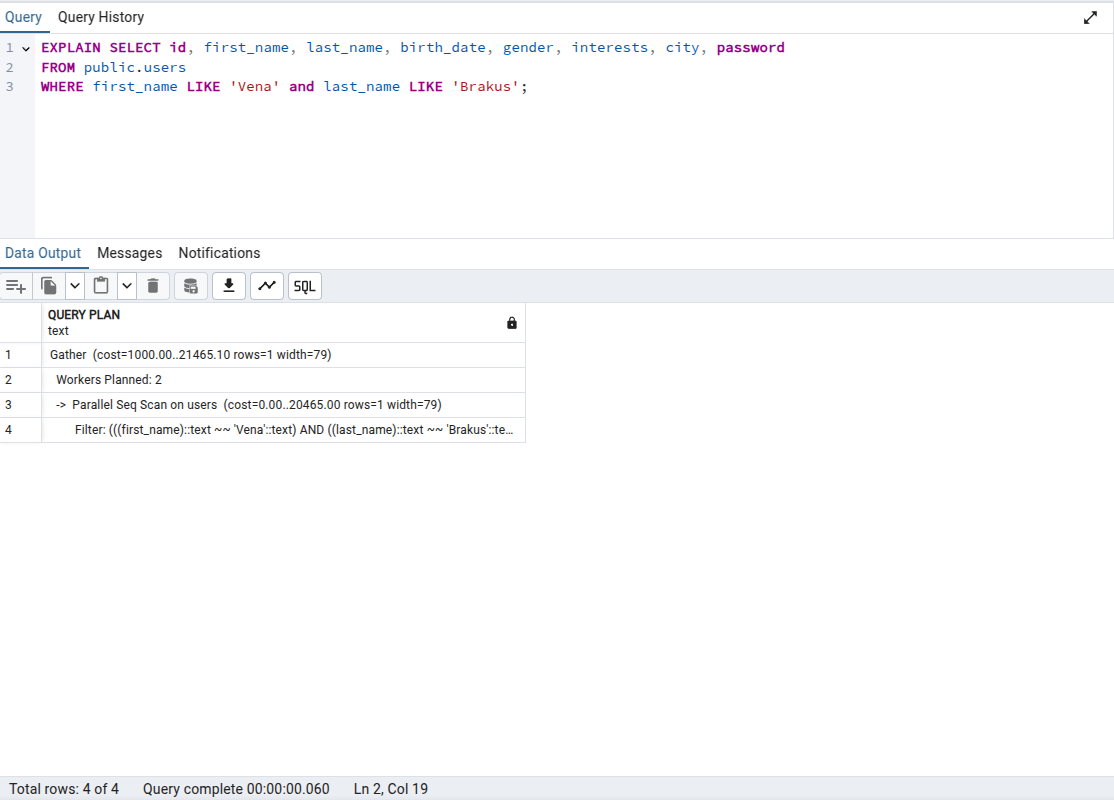 Query Query History
1 EXPLAIN SELECT id, first_name, last_name, birth_date, gender, interests, city, password
2 FROM public.users
3 WHERE first_name LIKE 'Vena' and last_name LIKE 'Brakus';
Data Output Messages Notifications
SQL
QUERY PLAN
text
1 Gather (cost=1000.00..21465.10 rows=1 width=79)
2 Workers Planned: 2
3 -> Parallel Seq Scan on users (cost=0.00..20465.00 rows=1 width=79)
4 Filter: (((first_name)::text ~~ 'Vena'::text) AND ((last_name)::text ~~ 'Brakus'::te...
Total rows: 4 of 4 Query complete 00:00:00.060 Ln 2, Col 19